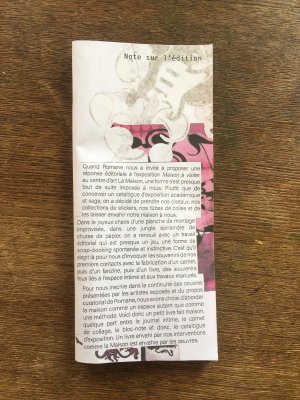 Note sur l'édition
Quand Romane nous a invité à proposer une
réponse éditoriale à l'exposition Maison à visiter
au centre d'art La Maison, une forme s'est presque
tout de suite imposée à nous. Plutôt que de
concevoir un catalogue d'exposition académique
et sage, on a décidé de prendre nos ciseaux, nos
collections de stickers, nos tubes de colles et de
les laisser envahir notre maison à nous.
Dans le joyeux chaos d'une planche de montage
improvisée, dans une jungle éphémère de
chutes de papier, on a renoué avec un travail
éditorial qui est presque un jeu, une forme de
scrap-booking spontanée et instinctive. C'est qu'il
s'agit là pour nous d'invoquer les souvenirs de nos
premiers contacts avec la fabrication d'un carnet,
puis d'un fanzine, puis d'un livre, des souvenirs
tous liés à l'espace intime et aux travaux manuels.
Pour nous inscrire dans la continuité des œuvres
présentées par les artistes exposés et du propos
curatorial de Romane, nous avons choisi d'aborder
la maison comme un espace autant que comme
une méthode. Voici donc un petit livre fait maison,
quelque part entre le journal intime, le carnet
de collage, le bloc-note et donc, le catalogue
d'exposition. Un livre envahi par nos interventions
comme la Maison est envahie par les oeuvres.